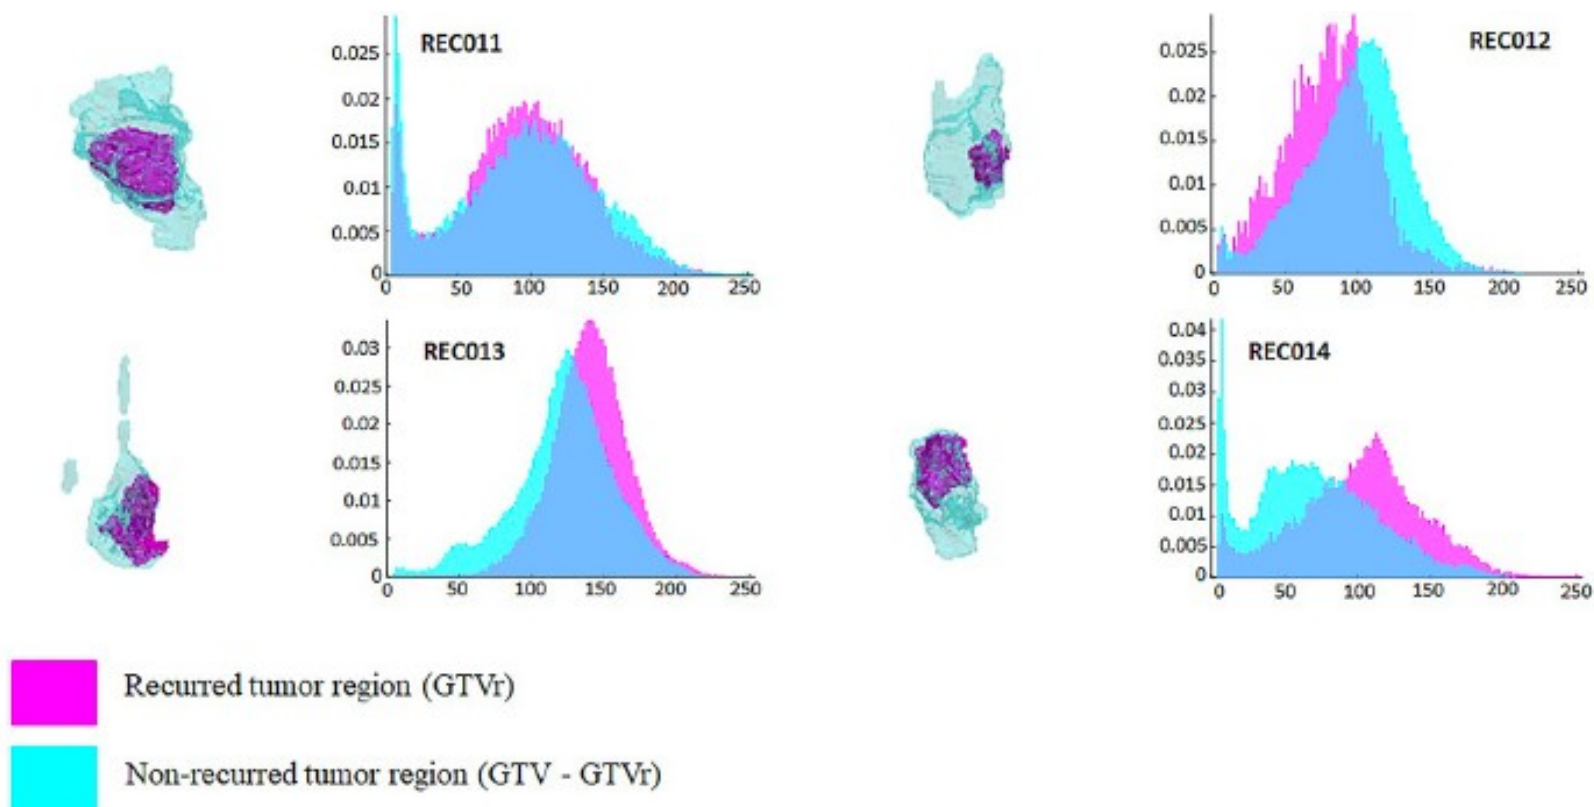 REC011
0.025
0.02
0.015
0.01
0.005
0
0 50 100 150 200 250
REC012
0.025
0.02
0.015
0.01
0.005
0
0 50 100 150 200 250
REC013
0.03
0.025
0.02
0.015
0.01
0.005
0
0 50 100 150 200 250
REC014
0.04
0.035
0.03
0.025
0.02
0.015
0.01
0.005
0
0 50 100 150 200 250
Recurred tumor region (GTVr)
Non-recurred tumor region (GTV - GTVr)